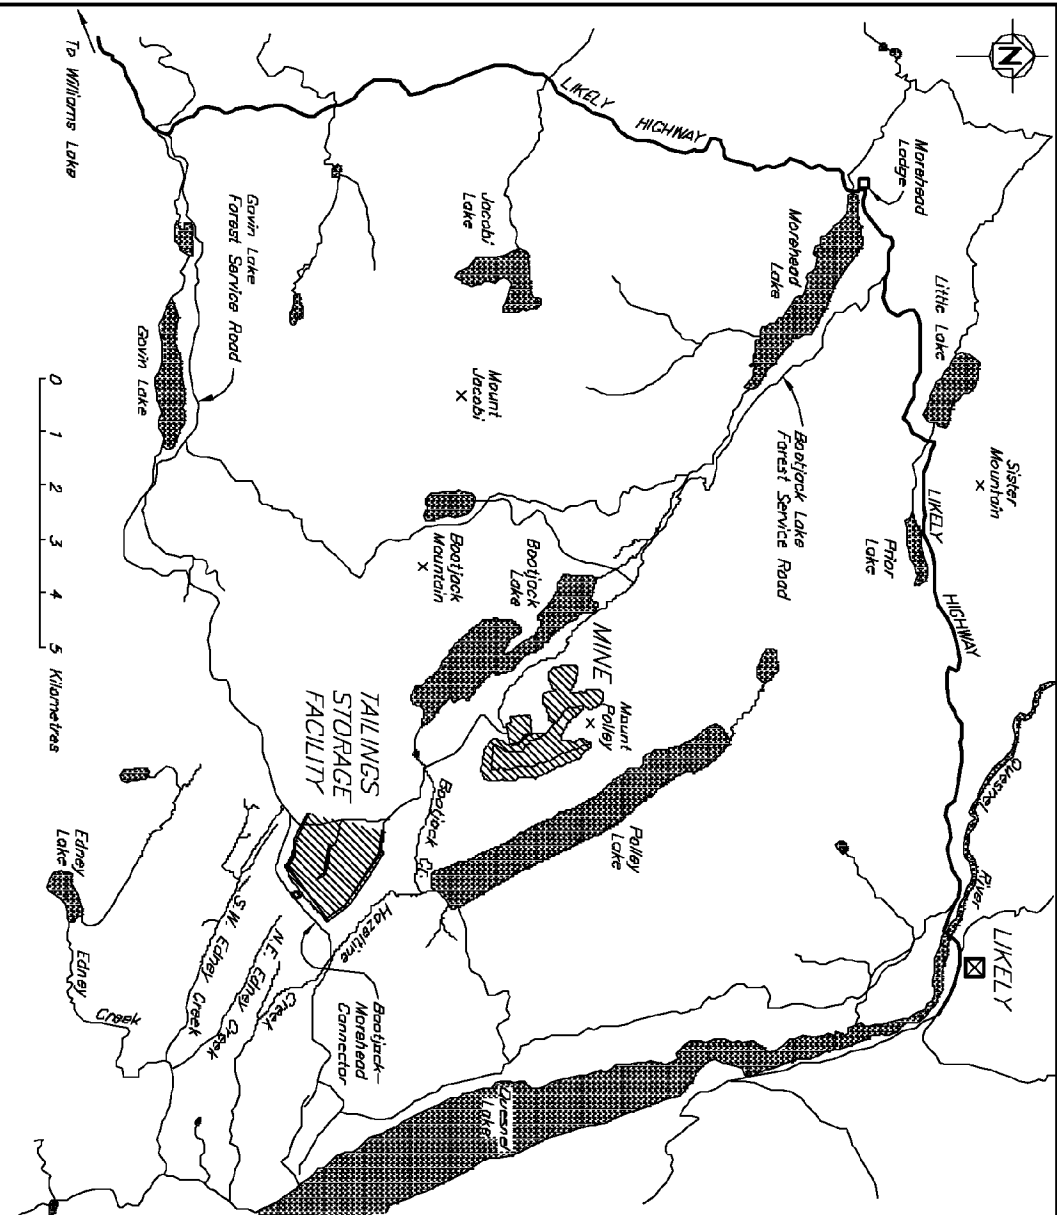 N
LIKELY
HIGHWAY
Morehead
Lodge
Morehead
Lake
Little Lake
Sister
Mountain
Prior
Lake
LIKELY
HIGHWAY
Quesnel
River
LIKELY
Jacobi
Lake
Mount
Jacobi
Bootjack Lake
Forest Service Road
Bootjack
Mountain
Bootjack
Lake
MINE
Mount
Polley
Polley
Lake
Bootjack Cr.
To Williams Lake
Gavin Lake
Forest Service Road
Gavin Lake
TAILINGS
STORAGE
FACILITY
Hazeltine
Creek
Bootjack-
Morehead
Connector
Quesnel
Lake
N.E. Edney Creek
S.W. Edney Creek
Edney
Lake
Edney
Creek
0 1 2 3 4 5 Kilometres